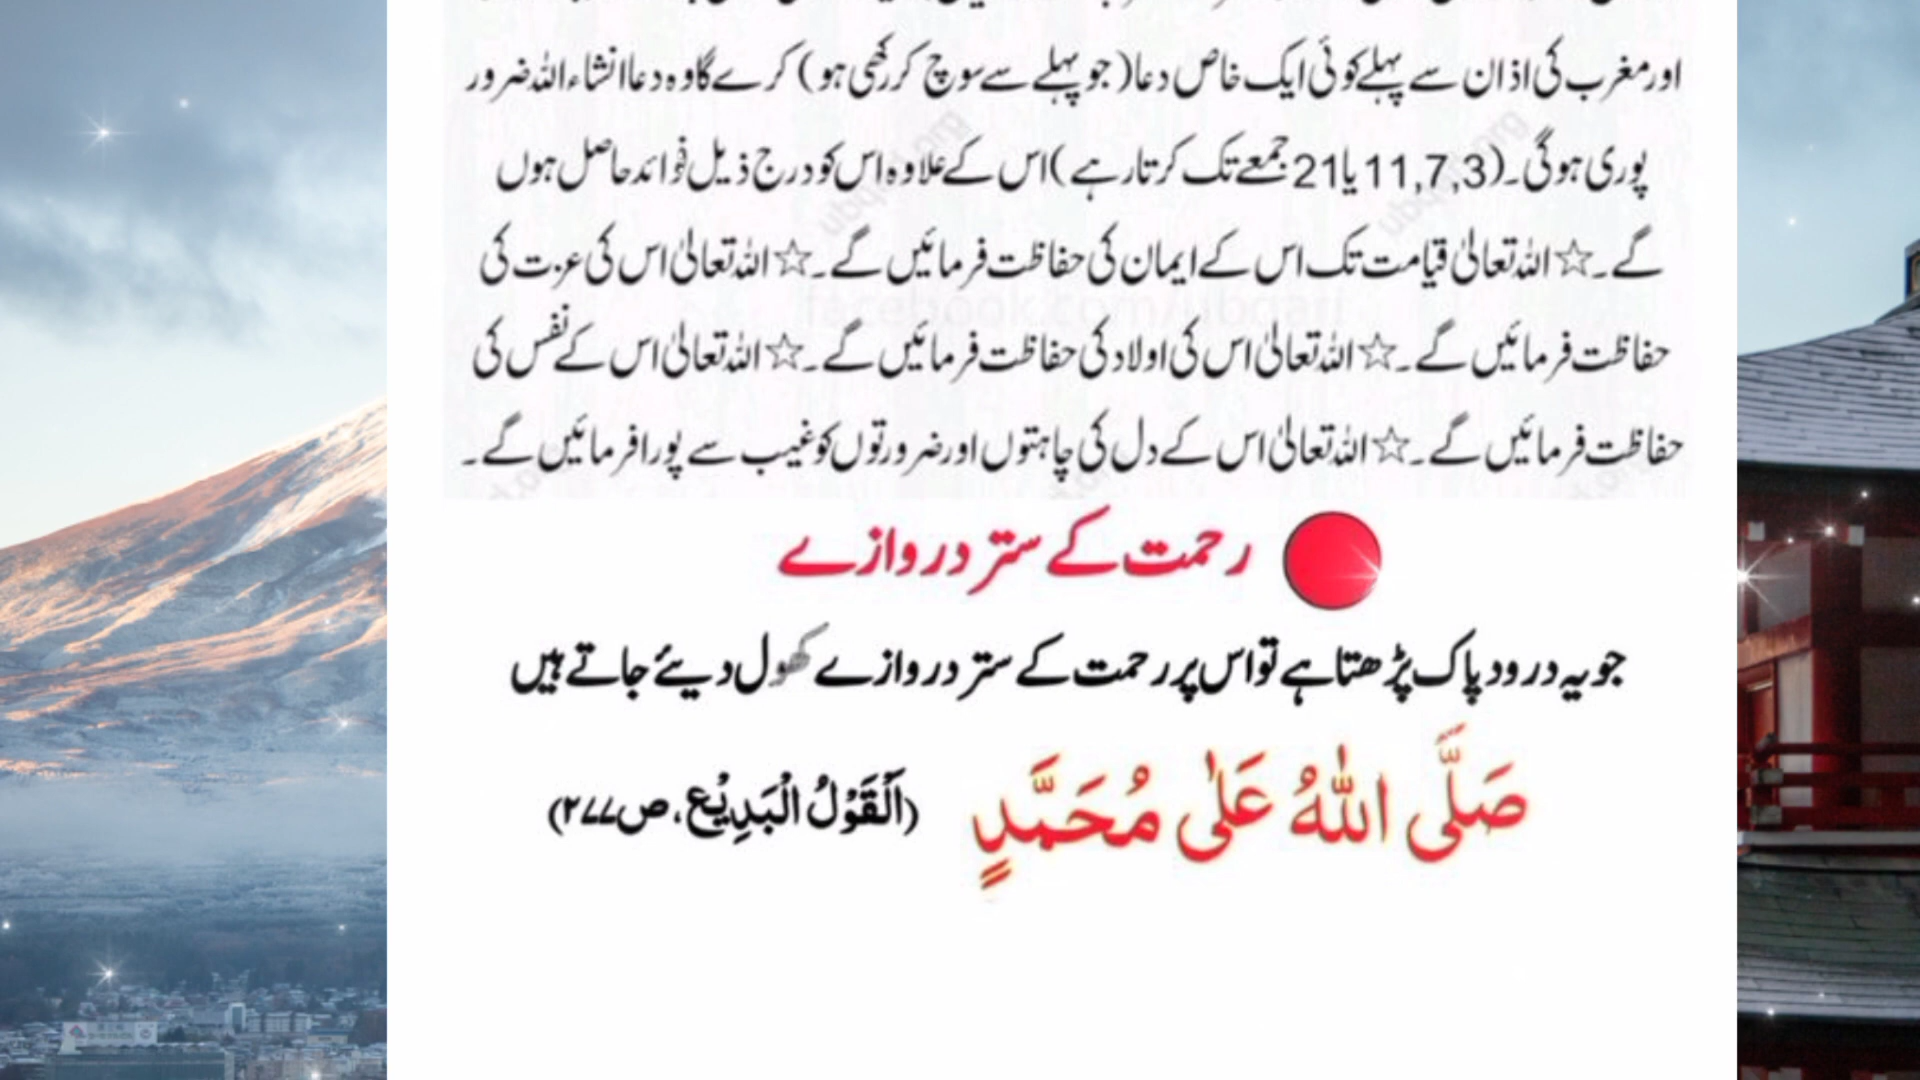 اور مغرب کی اذان سے پہلے کوئی ایک خاص دعا (جو پہلے سے سوچ کر رکھی ہو) کرے گا وہ دعا انشاء اللہ ضرور
پوری ہوگی۔ (3,7,11 یا 21 جمعے تک کرتا رہے) اس کے علاوہ اس کو درج ذیل فوائد حاصل ہوں
گے۔ ☆ اللہ تعالیٰ قیامت تک اس کے ایمان کی حفاظت فرمائیں گے۔ ☆ اللہ تعالیٰ اس کی عزت کی
facebook.com/ubqari
حفاظت فرمائیں گے۔ ☆ اللہ تعالیٰ اس کی اولاد کی حفاظت فرمائیں گے۔ ☆ اللہ تعالیٰ اس کے نفس کی
حفاظت فرمائیں گے۔ ☆ اللہ تعالیٰ اس کے دل کی چاہتوں اور ضرورتوں کو غیب سے پورا فرمائیں گے۔
رحمت کے ستر دروازے
جو یہ درود پاک پڑھتا ہے تو اس پر رحمت کے ستر دروازے کھول دیئے جاتے ہیں
صَلَّی اللّٰهُ عَلٰی مُحَمَّدٍ (اَلْقَوْلُ الْبَدِیْع، ص۲۷۷)